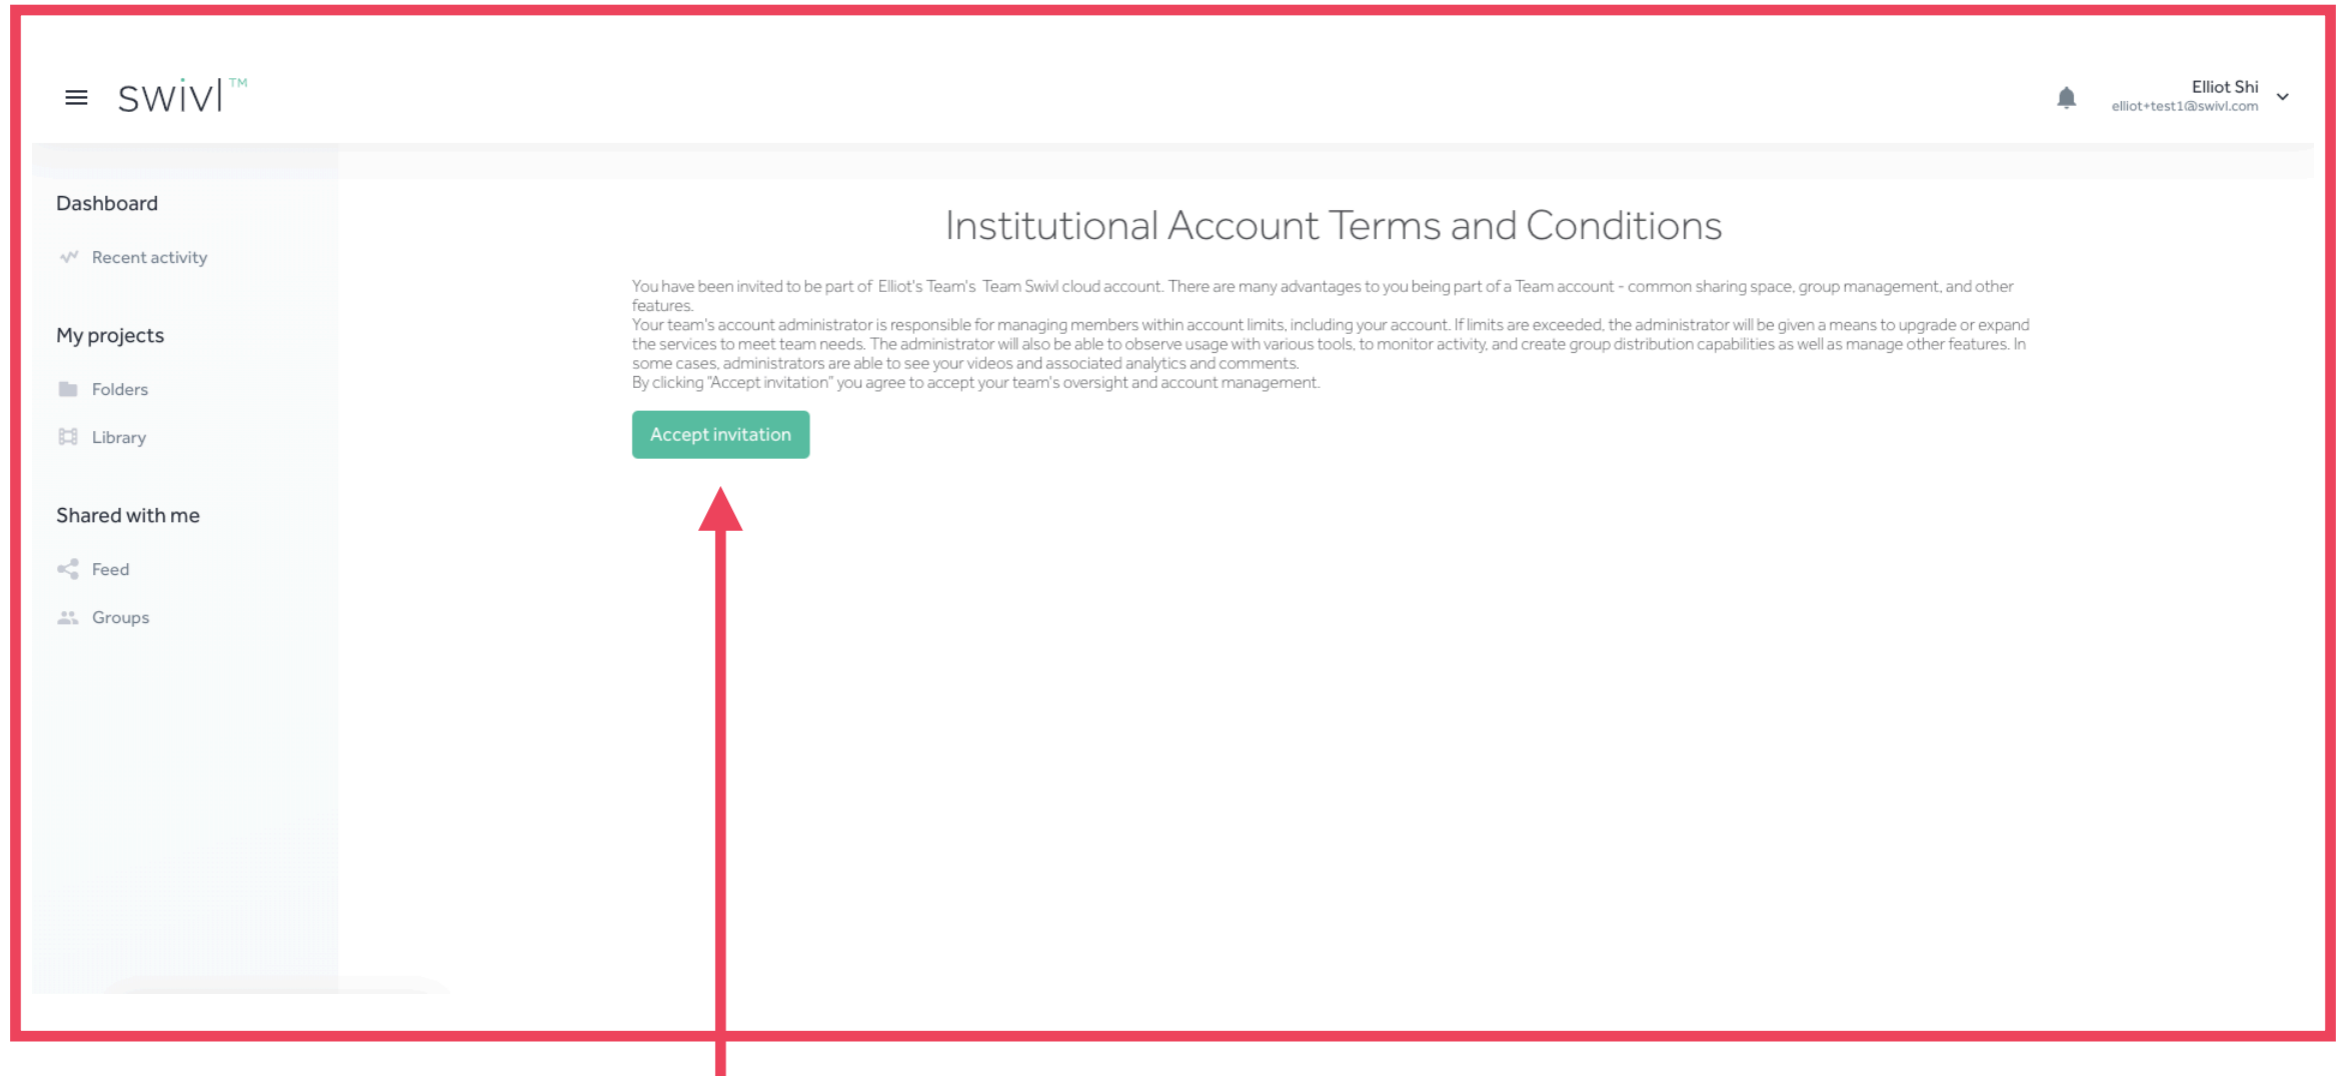 swivl™
Elliot Shi
elliot+test1@swivl.com
Dashboard
Recent activity
My projects
Folders
Library
Shared with me
Feed
Groups
Institutional Account Terms and Conditions
You have been invited to be part of Elliot's Team's Team Swivl cloud account. There are many advantages to you being part of a Team account - common sharing space, group management, and other
features.
Your team's account administrator is responsible for managing members within account limits, including your account. If limits are exceeded, the administrator will be given a means to upgrade or expand
the services to meet team needs. The administrator will also be able to observe usage with various tools, to monitor activity, and create group distribution capabilities as well as manage other features. In
some cases, administrators are able to see your videos and associated analytics and comments.
By clicking "Accept invitation" you agree to accept your team's oversight and account management.
Accept invitation